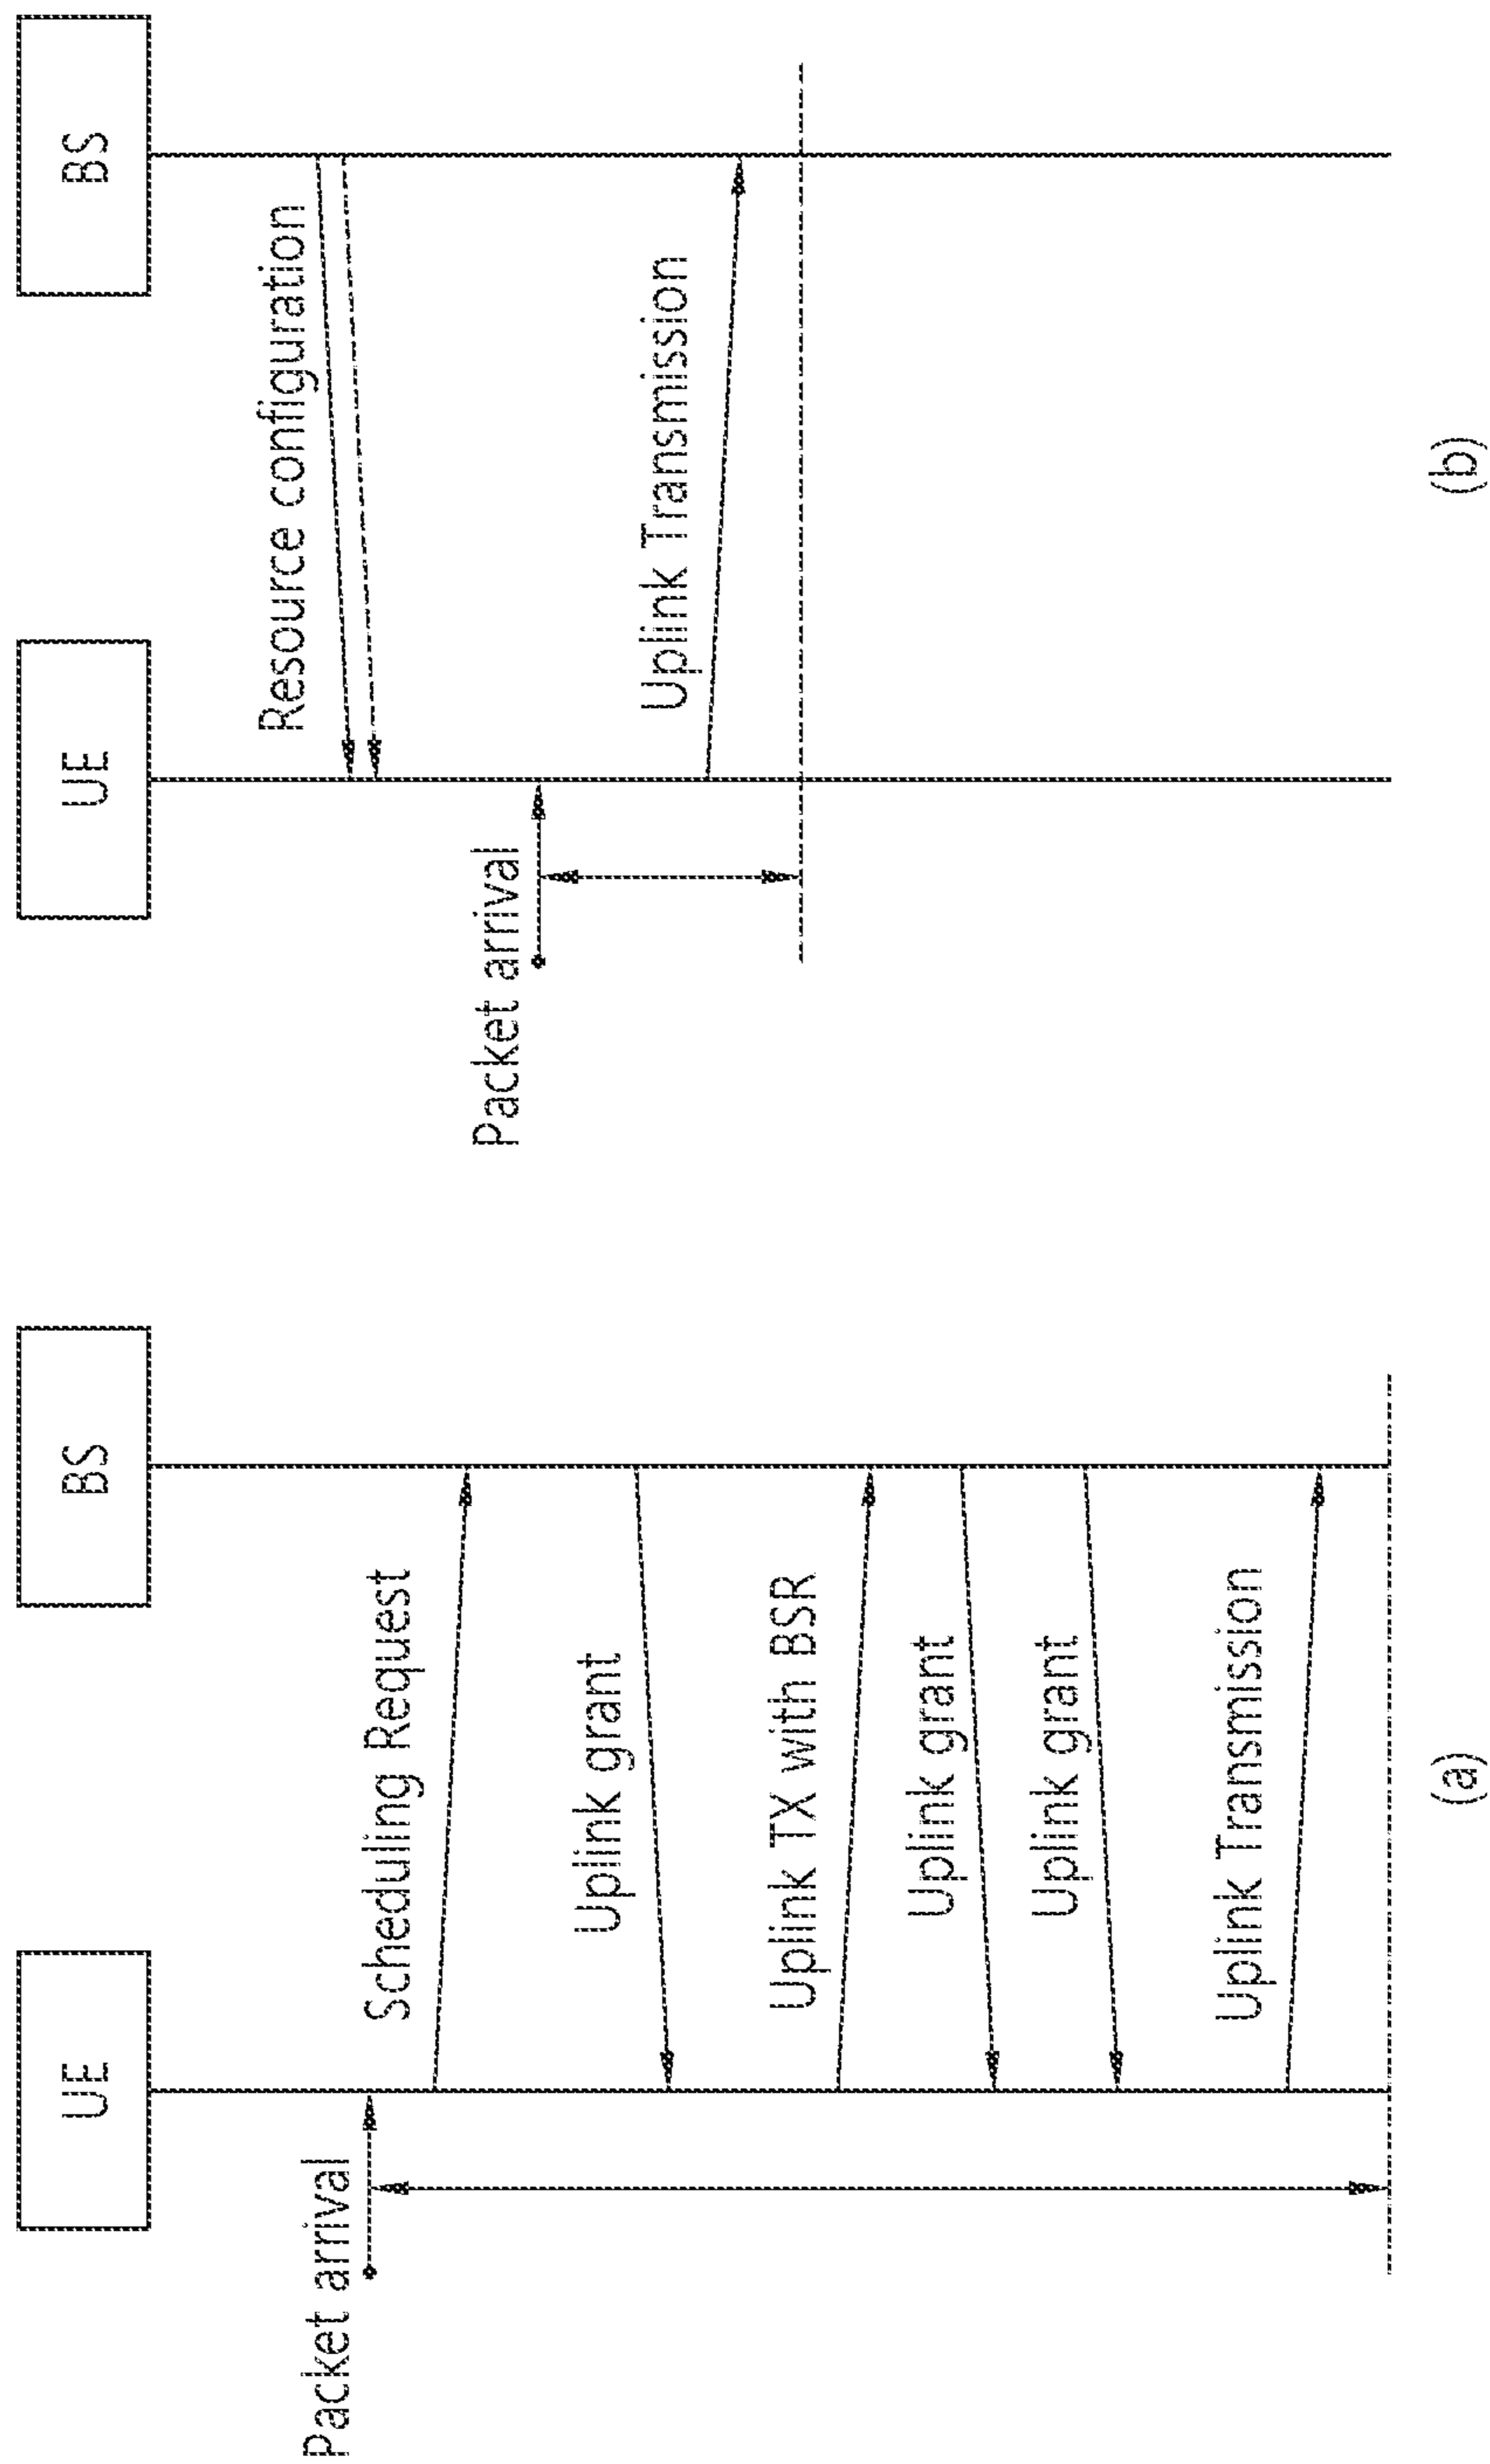 UE
BS
Packet arrival
Scheduling Request
Uplink grant
Uplink TX with BSR
Uplink grant
Uplink grant
Uplink Transmission
(a)
UE
BS
Resource configuration
Packet arrival
Uplink Transmission
(b)